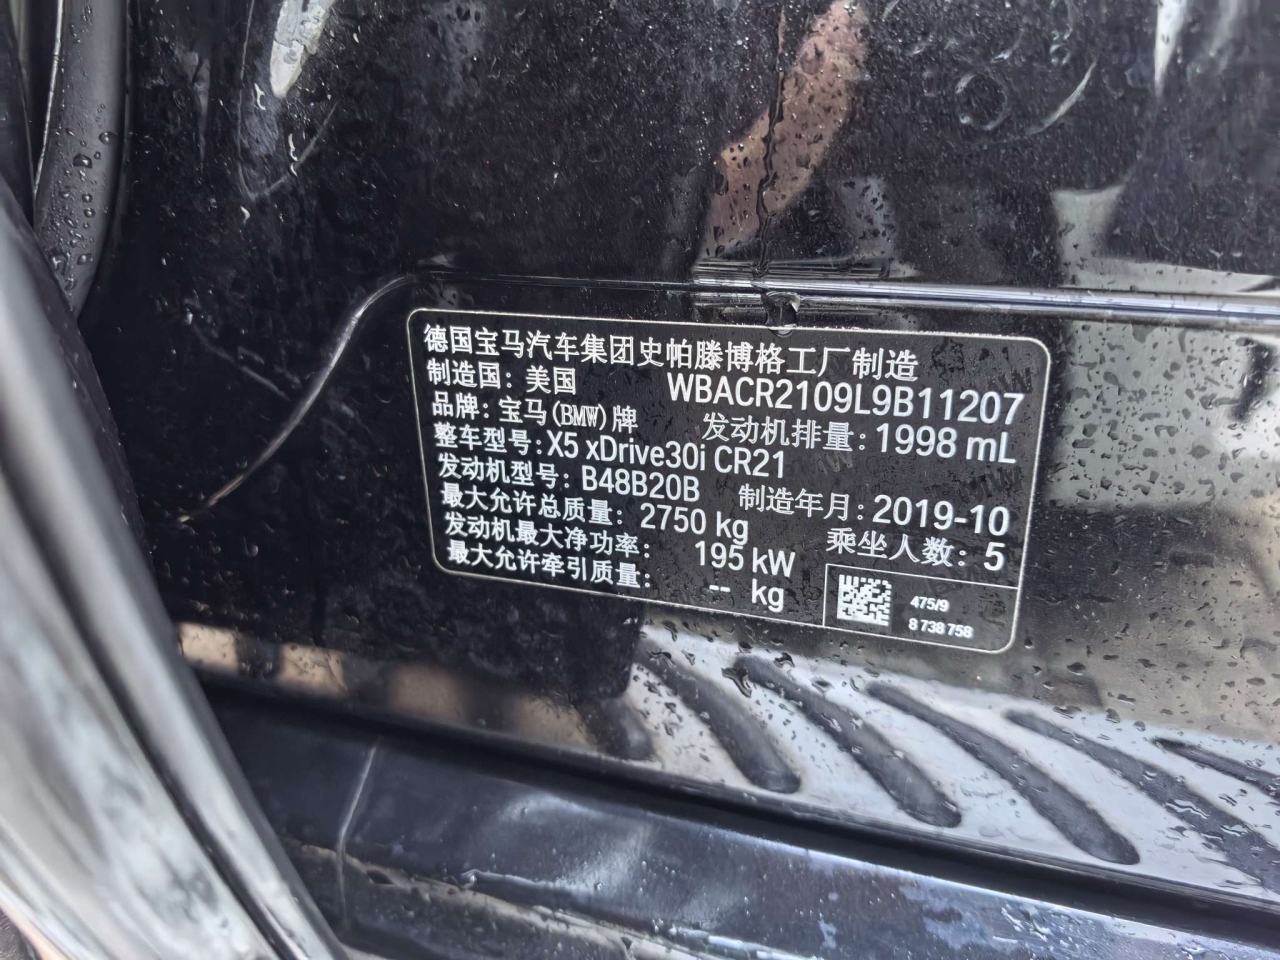 德国宝马汽车集团史帕滕博格工厂制造
制造国：美国 WBACR2109L9B11207
品牌：宝马(BMW)牌 发动机排量：1998 mL
整车型号：X5 xDrive30i CR21
发动机型号：B48B20B 制造年月：2019-10
最大允许总质量：2750 kg 乘坐人数：5
发动机最大净功率：195 kW
最大允许牵引质量：-- kg
475/9
8 738 758